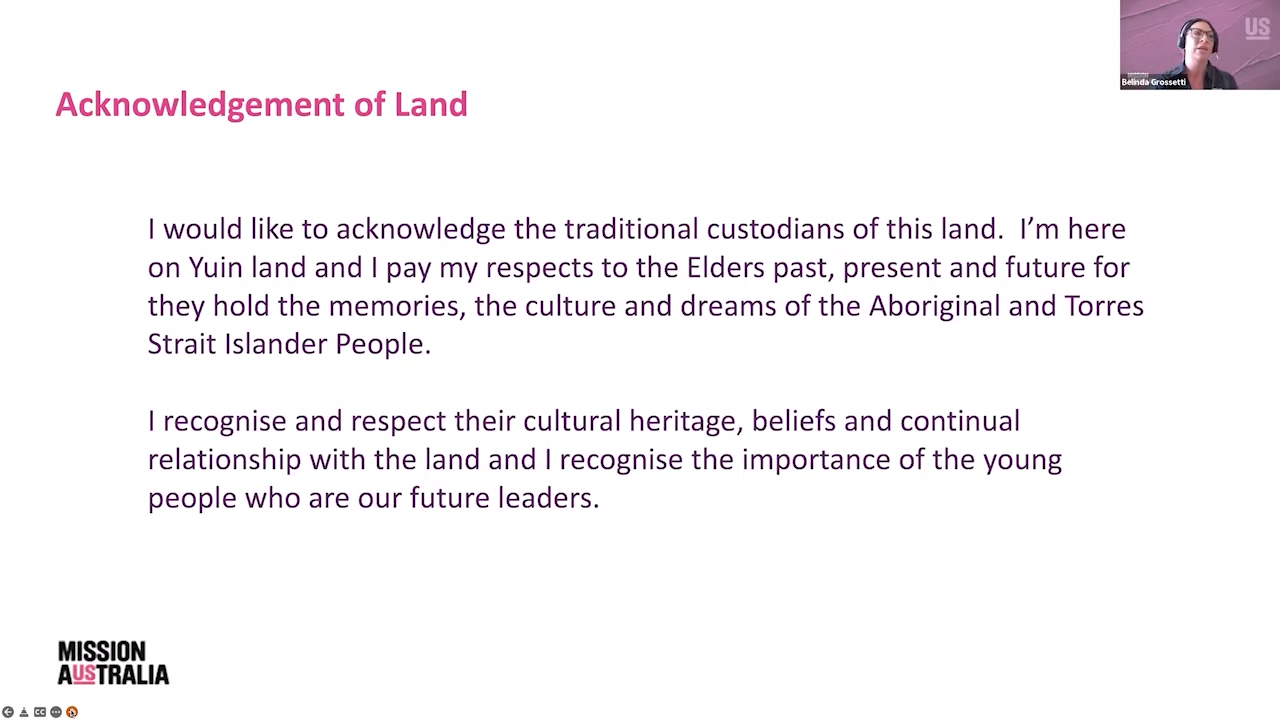 US
Belinda Grossetti
Acknowledgement of Land
I would like to acknowledge the traditional custodians of this land.  I’m here
on Yuin land and I pay my respects to the Elders past, present and future for
they hold the memories, the culture and dreams of the Aboriginal and Torres
Strait Islander People.
I recognise and respect their cultural heritage, beliefs and continual
relationship with the land and I recognise the importance of the young
people who are our future leaders.
MISSION
AUSTRALIA
CC